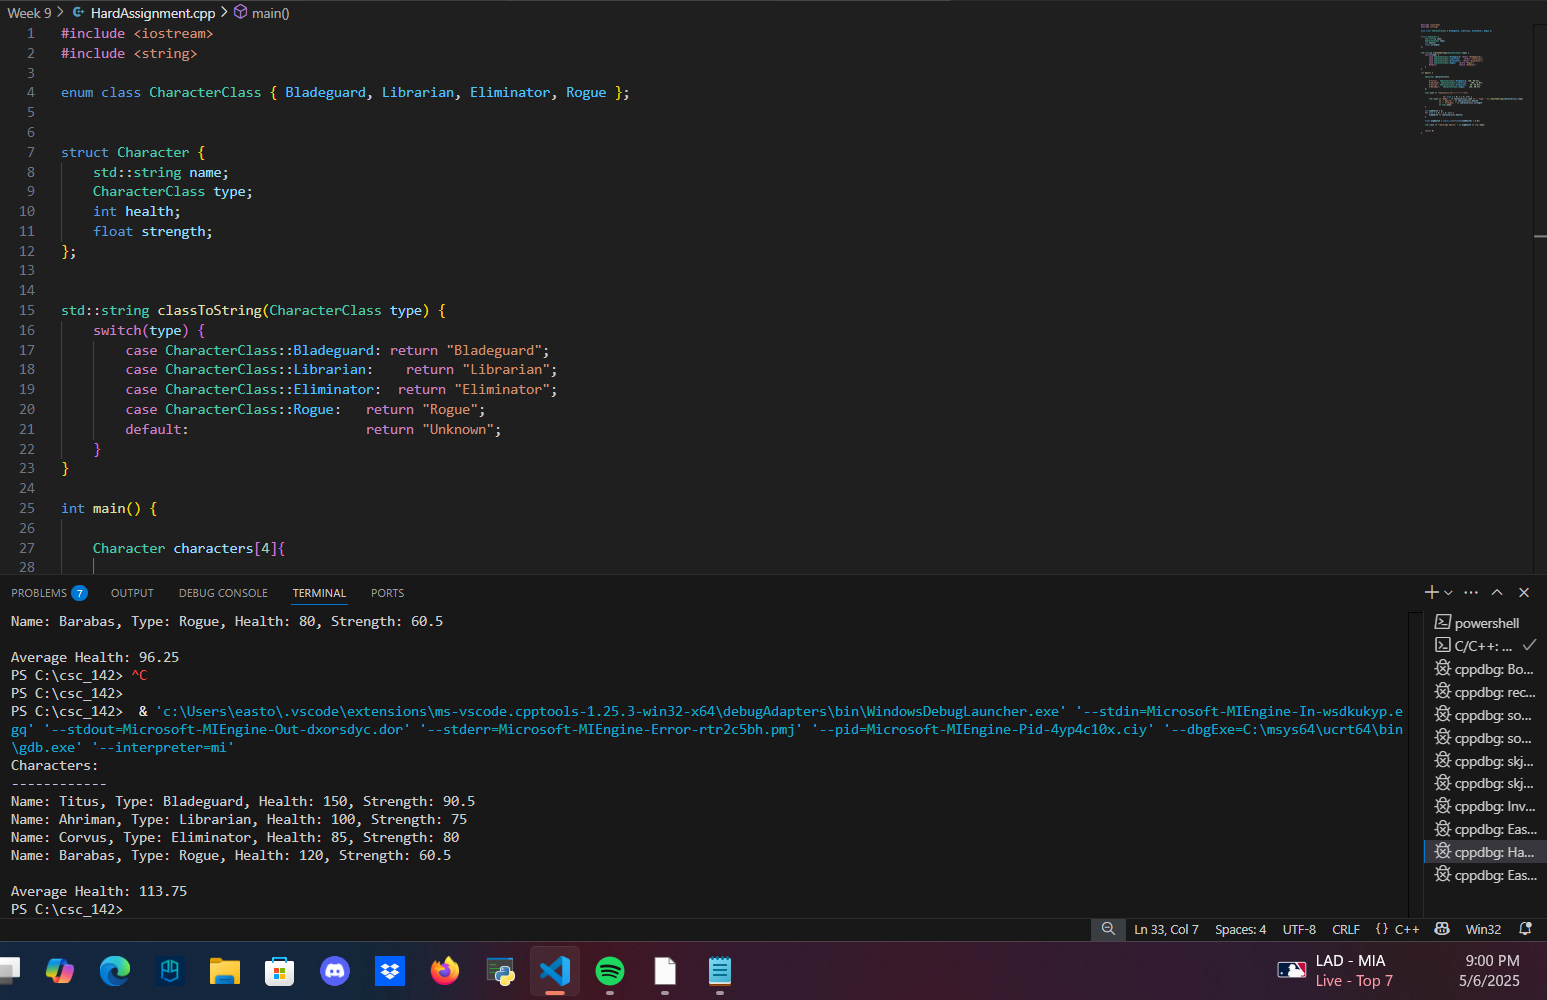 Week 9 > HardAssignment.cpp > main()
1 #include <iostream>
2 #include <string>
3
4 enum class CharacterClass { Bladeguard, Librarian, Eliminator, Rogue };
5
6
7 struct Character {
8 std::string name;
9 CharacterClass type;
10 int health;
11 float strength;
12 };
13
14
15 std::string classToString(CharacterClass type) {
16 switch(type) {
17 case CharacterClass::Bladeguard: return "Bladeguard";
18 case CharacterClass::Librarian: return "Librarian";
19 case CharacterClass::Eliminator: return "Eliminator";
20 case CharacterClass::Rogue: return "Rogue";
21 default: return "Unknown";
22 }
23 }
24
25 int main() {
26
27 Character characters[4]{
28
PROBLEMS 7 OUTPUT DEBUG CONSOLE TERMINAL PORTS
Name: Barabas, Type: Rogue, Health: 80, Strength: 60.5
Average Health: 96.25
PS C:\csc_142> ^C
PS C:\csc_142>
PS C:\csc_142> & 'c:\Users\easto\.vscode\extensions\ms-vscode.cpptools-1.25.3-win32-x64\debugAdapters\bin\WindowsDebugLauncher.exe' '--stdin=Microsoft-MIEngine-In-wsdkukyp.e
gq' '--stdout=Microsoft-MIEngine-Out-dxorsdyc.dor' '--stderr=Microsoft-MIEngine-Error-rtr2c5bh.pmj' '--pid=Microsoft-MIEngine-Pid-4yp4c10x.ciy' '--dbgExe=C:\msys64\ucrt64\bin
\gdb.exe' '--interpreter=mi'
Characters:
------------
Name: Titus, Type: Bladeguard, Health: 150, Strength: 90.5
Name: Ahriman, Type: Librarian, Health: 100, Strength: 75
Name: Corvus, Type: Eliminator, Health: 85, Strength: 80
Name: Barabas, Type: Rogue, Health: 120, Strength: 60.5
Average Health: 113.75
PS C:\csc_142>
powershell
C/C++: ...
cppdbg: Bo...
cppdbg: rec...
cppdbg: so...
cppdbg: so...
cppdbg: skj...
cppdbg: skj...
cppdbg: Inv...
cppdbg: Eas...
cppdbg: Ha...
cppdbg: Eas...
Ln 33, Col 7 Spaces: 4 UTF-8 CRLF {} C++ Win32
LAD - MIA
Live - Top 7
9:00 PM
5/6/2025